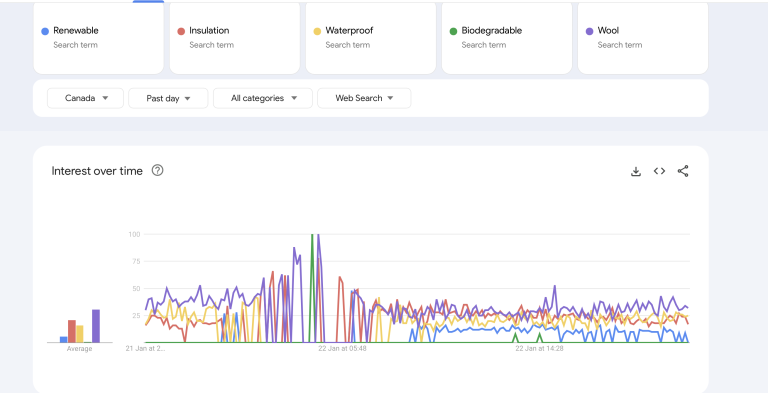 Renewable
Search term
Insulation
Search term
Waterproof
Search term
Biodegradable
Search term
Wool
Search term
Canada
Past day
All categories
Web Search
Interest over time
100
75
50
25
Average
21 Jan at 2...
22 Jan at 05:48
22 Jan at 14:28